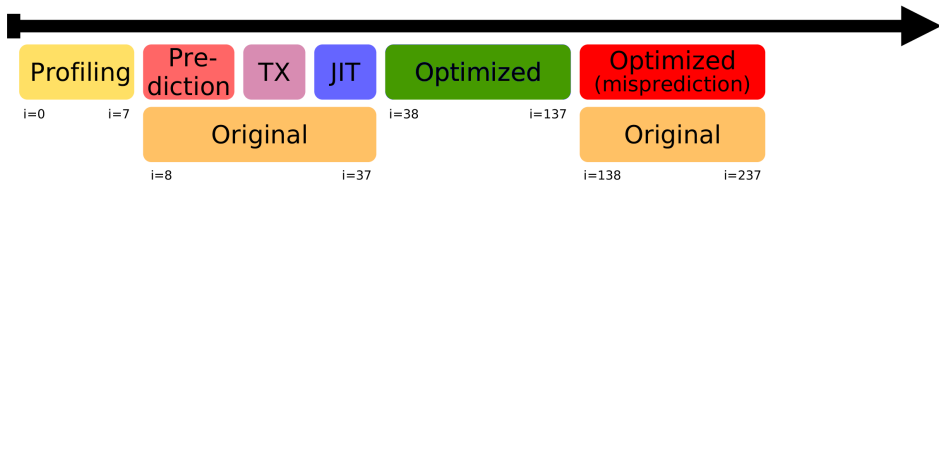 Profiling
Pre-
diction
TX
JIT
Optimized
Optimized
(misprediction)
i=0
i=7
i=38
i=137
Original
Original
i=8
i=37
i=138
i=237